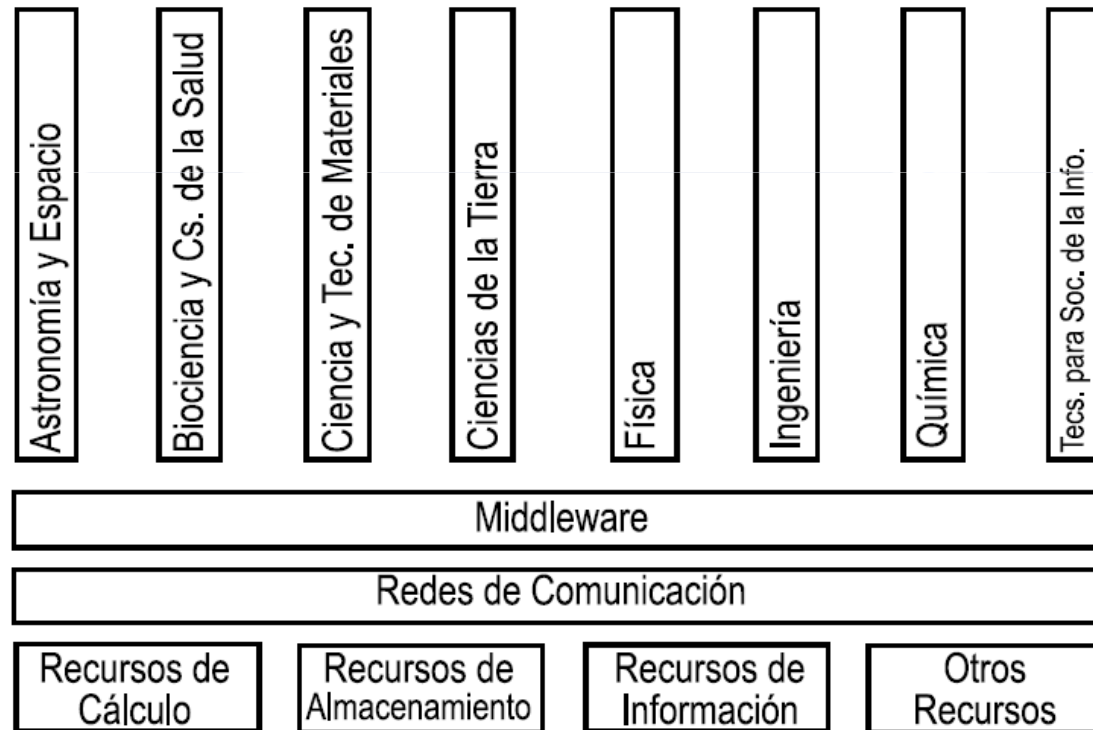 Astronomía y Espacio
Biociencia y Cs. de la Salud
Ciencia y Tec. de Materiales
Ciencias de la Tierra
Física
Ingeniería
Química
Tecs. para Soc. de la Info.
Middleware
Redes de Comunicación
Recursos de
Cálculo
Recursos de
Almacenamiento
Recursos de
Información
Otros
Recursos